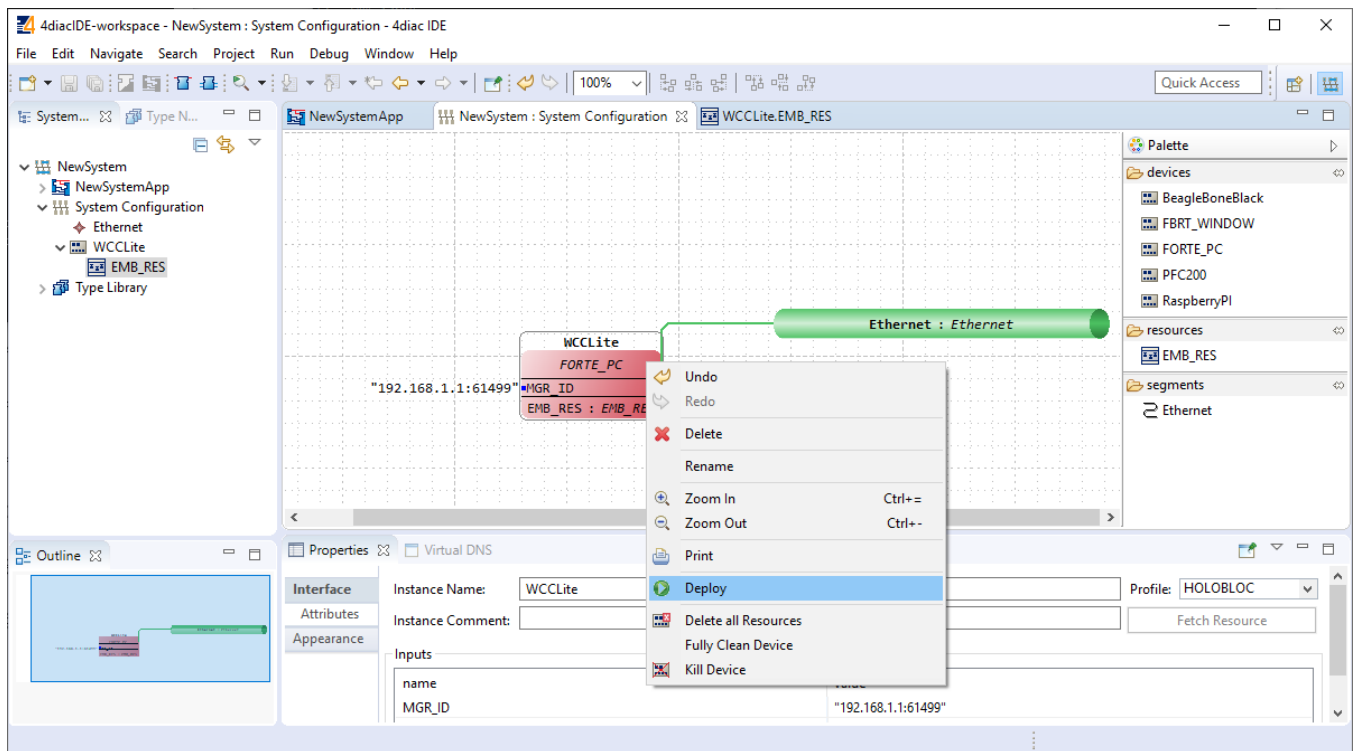 4diacIDE-workspace - NewSystem : System Configuration - 4diac IDE
File Edit Navigate Search Project Run Debug Window Help
100%
Quick Access
System...
Type N...
NewSystem
NewSystemApp
System Configuration
Ethernet
WCCLite
EMB_RES
Type Library
NewSystemApp
NewSystem : System Configuration
WCCLite.EMB_RES
Ethernet : Ethernet
WCCLite
FORTE_PC
"192.168.1.1:61499"
MGR_ID
EMB_RES : EMB_RE
Undo
Redo
Delete
Rename
Zoom In Ctrl+=
Zoom Out Ctrl+-
Print
Deploy
Delete all Resources
Fully Clean Device
Kill Device
Palette
devices
BeagleBoneBlack
FBRT_WINDOW
FORTE_PC
PFC200
RaspberryPI
resources
EMB_RES
segments
Ethernet
Outline
Properties
Virtual DNS
Interface
Attributes
Appearance
Instance Name: WCCLite
Profile: HOLOBLOC
Instance Comment:
Fetch Resource
Inputs
name
MGR_ID "192.168.1.1:61499"